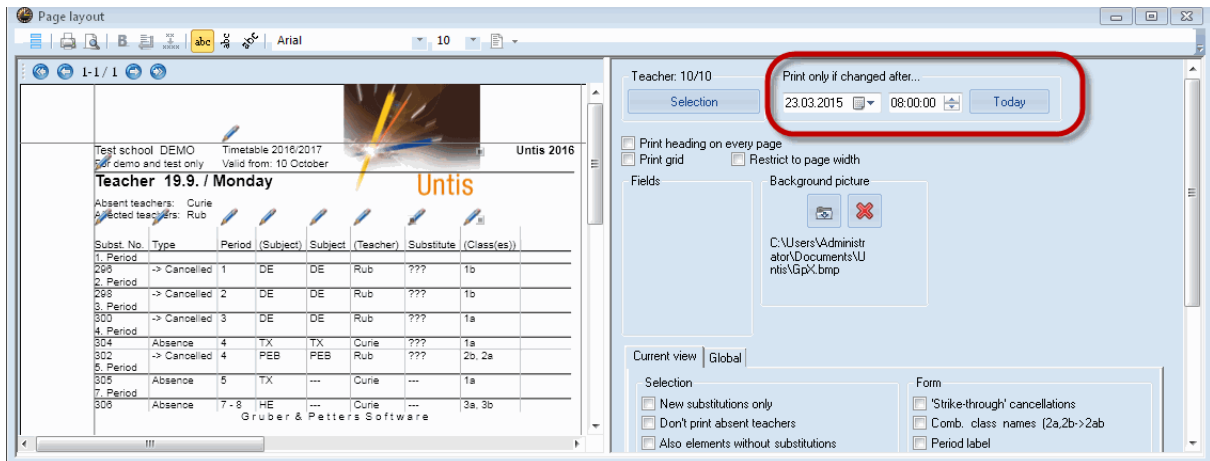 Page layout
B abc Arial 10
1-1 / 1
Test school DEMO Timetable 2016/2017 Untis 2016
For demo and test only Valid from: 10 October
Teacher 19.9. / Monday
Untis
Absent teachers: Curie
Affected teachers: Rub
Subst. No. Type Period (Subject) Subject (Teacher) Substitute (Class(es))
1. Period
296 -> Cancelled 1 DE DE Rub ??? 1b
2. Period
298 -> Cancelled 2 DE DE Rub ??? 1b
3. Period
300 -> Cancelled 3 DE DE Rub ??? 1a
4. Period
304 Absence 4 TX TX Curie ??? 1a
302 -> Cancelled 4 PEB PEB Rub ??? 2b, 2a
5. Period
305 Absence 5 TX --- Curie --- 1a
7. Period
306 Absence 7 - 8 HE --- Curie --- 3a, 3b
Gruber & Petters Software
Teacher: 10/10
Selection
Print only if changed after...
23.03.2015 08:00:00 Today
Print heading on every page
Print grid Restrict to page width
Fields
Background picture
C:\Users\Administr
ator\Documents\U
ntis\GpX.bmp
Current view Global
Selection
New substitutions only
Don't print absent teachers
Also elements without substitutions
Form
'Strike-through' cancellations
Comb. class names (2a,2b->2ab
Period label